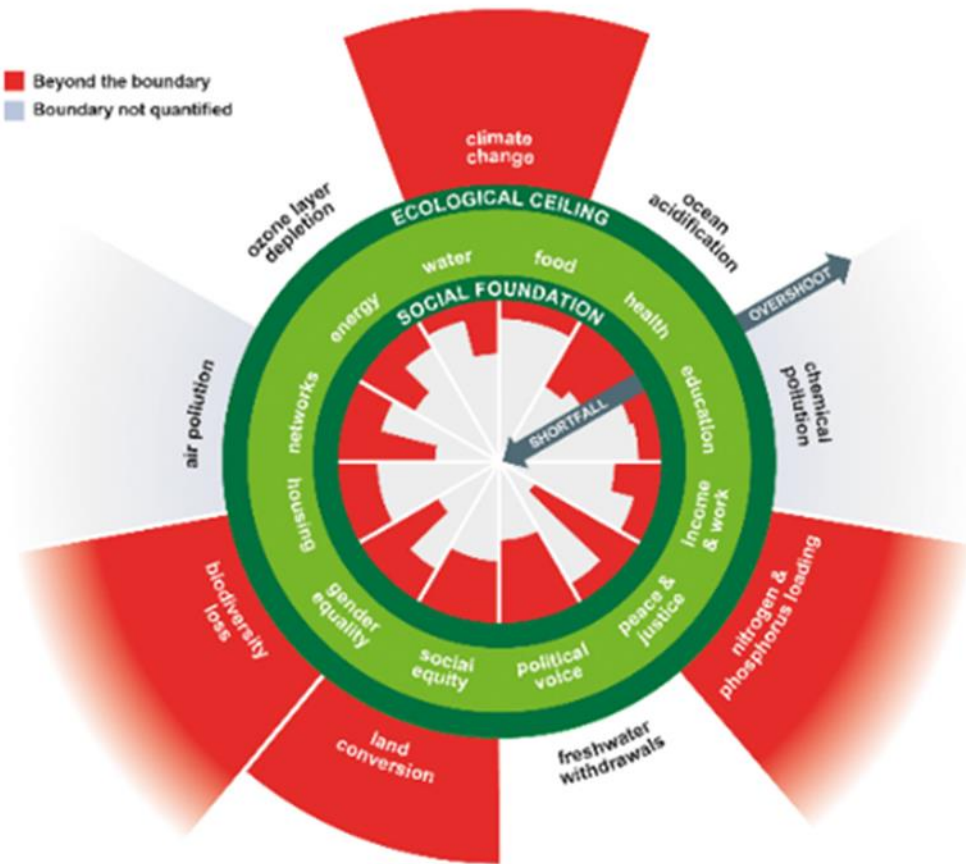 Beyond the boundary
Boundary not quantified
climate
change
ozone layer
depletion
ocean
acidification
ECOLOGICAL CEILING
water
food
energy
health
SOCIAL FOUNDATION
OVERSHOOT
SHORTFALL
networks
education
air pollution
chemical
pollution
housing
income
& work
gender
equality
peace &
justice
social
equity
political
voice
biodiversity
loss
nitrogen &
phosphorus loading
land
conversion
freshwater
withdrawals